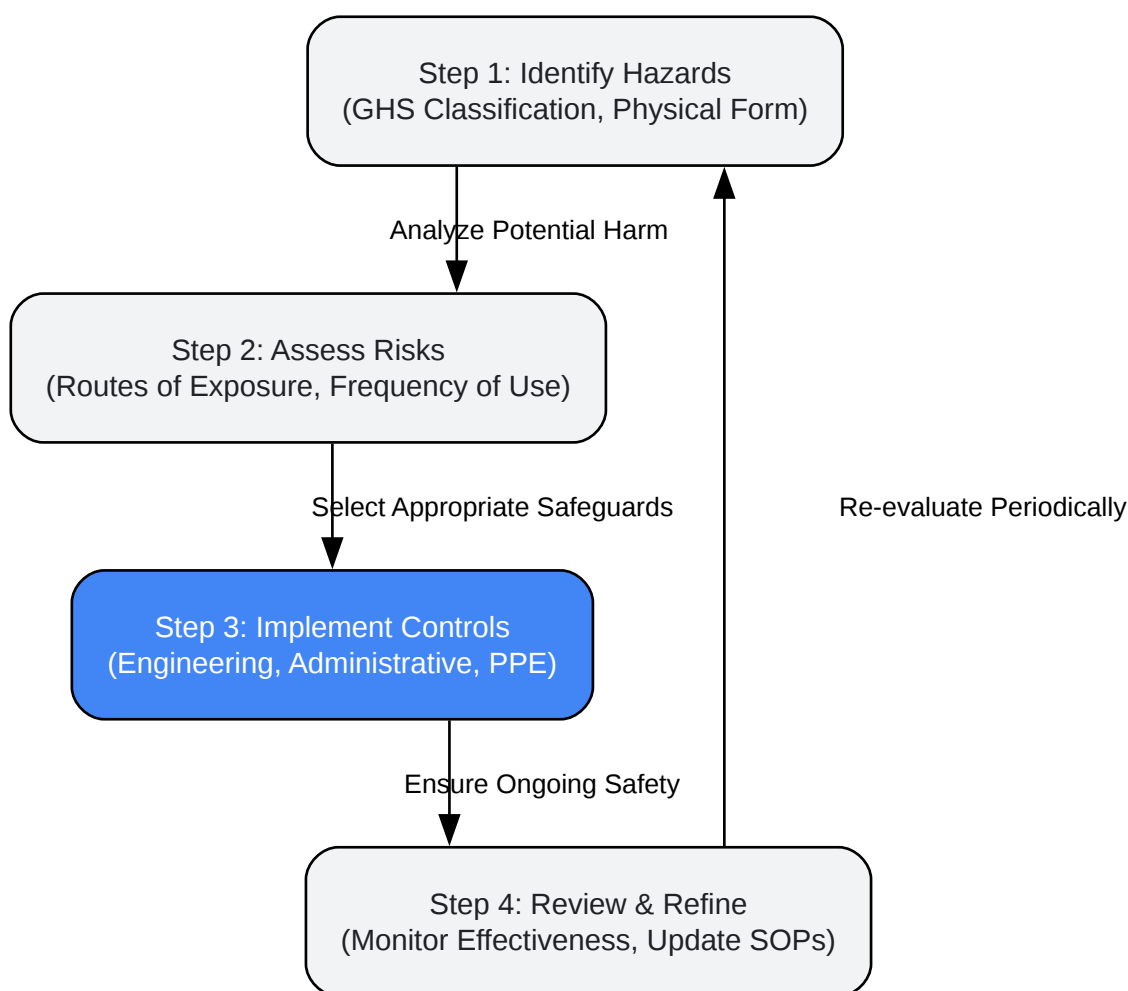 Step 1: Identify Hazards
(GHS Classification, Physical Form)
Analyze Potential Harm
Step 2: Assess Risks
(Routes of Exposure, Frequency of Use)
Select Appropriate Safeguards
Re-evaluate Periodically
Step 3: Implement Controls
(Engineering, Administrative, PPE)
Ensure Ongoing Safety
Step 4: Review & Refine
(Monitor Effectiveness, Update SOPs)